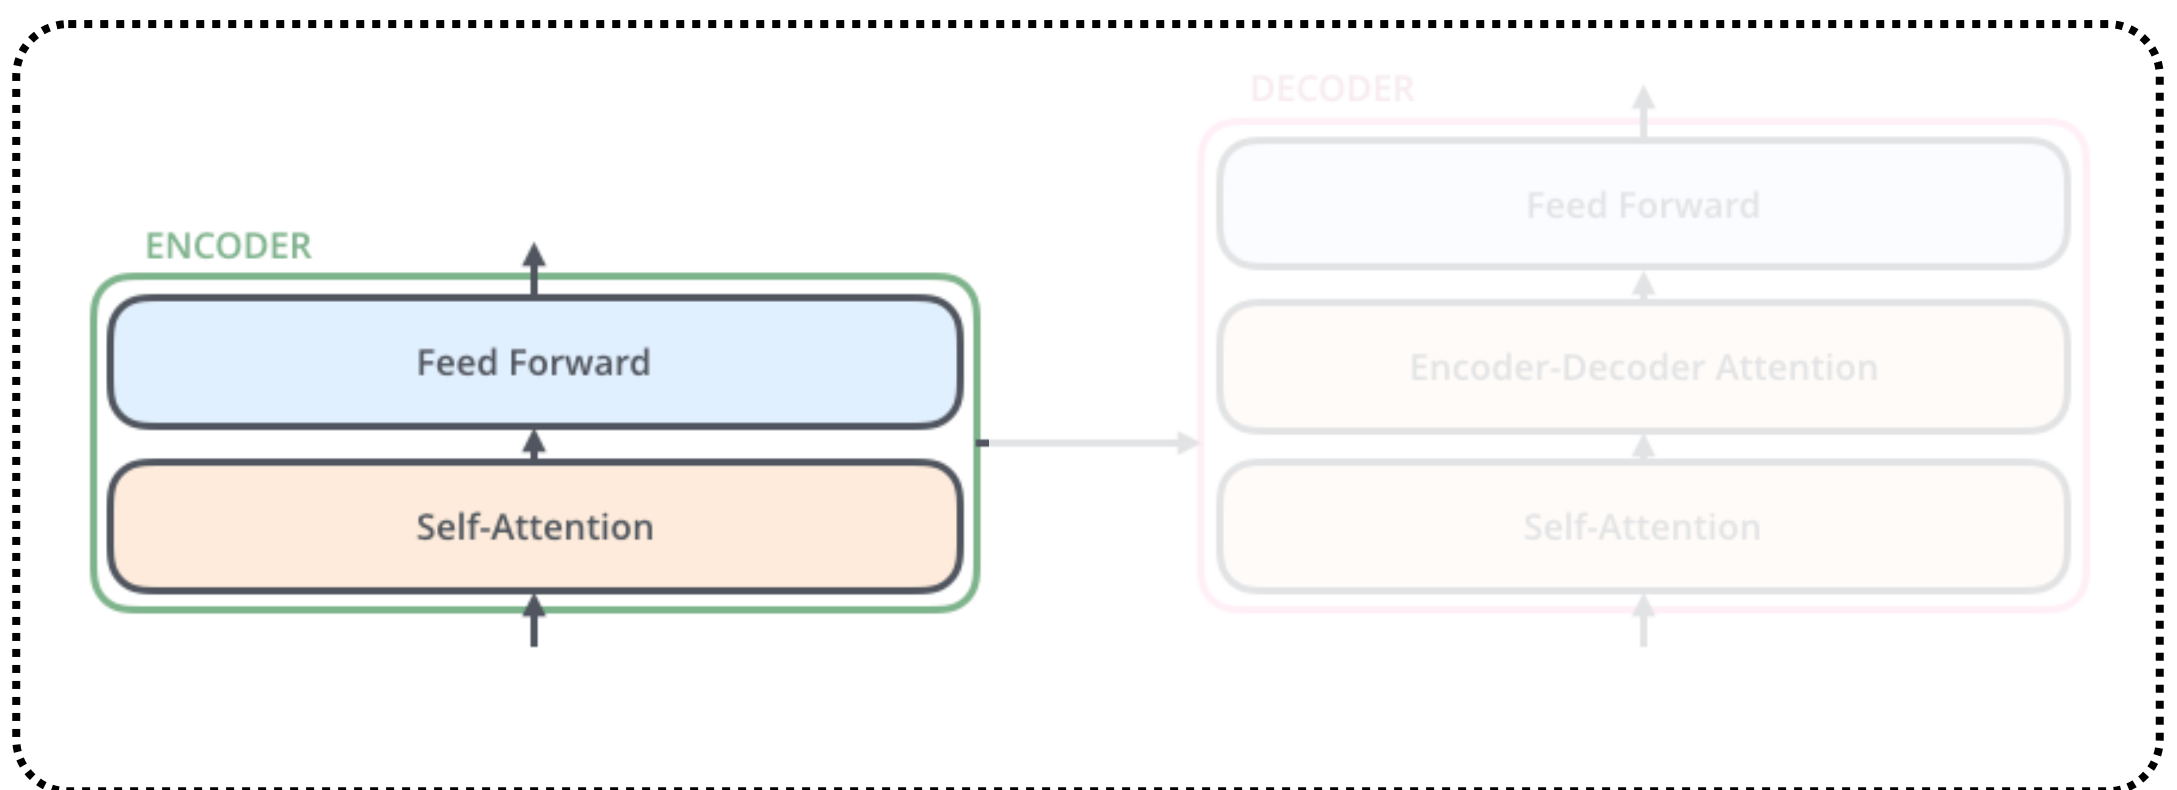 ENCODER
Feed Forward
Self-Attention
DECODER
Feed Forward
Encoder-Decoder Attention
Self-Attention